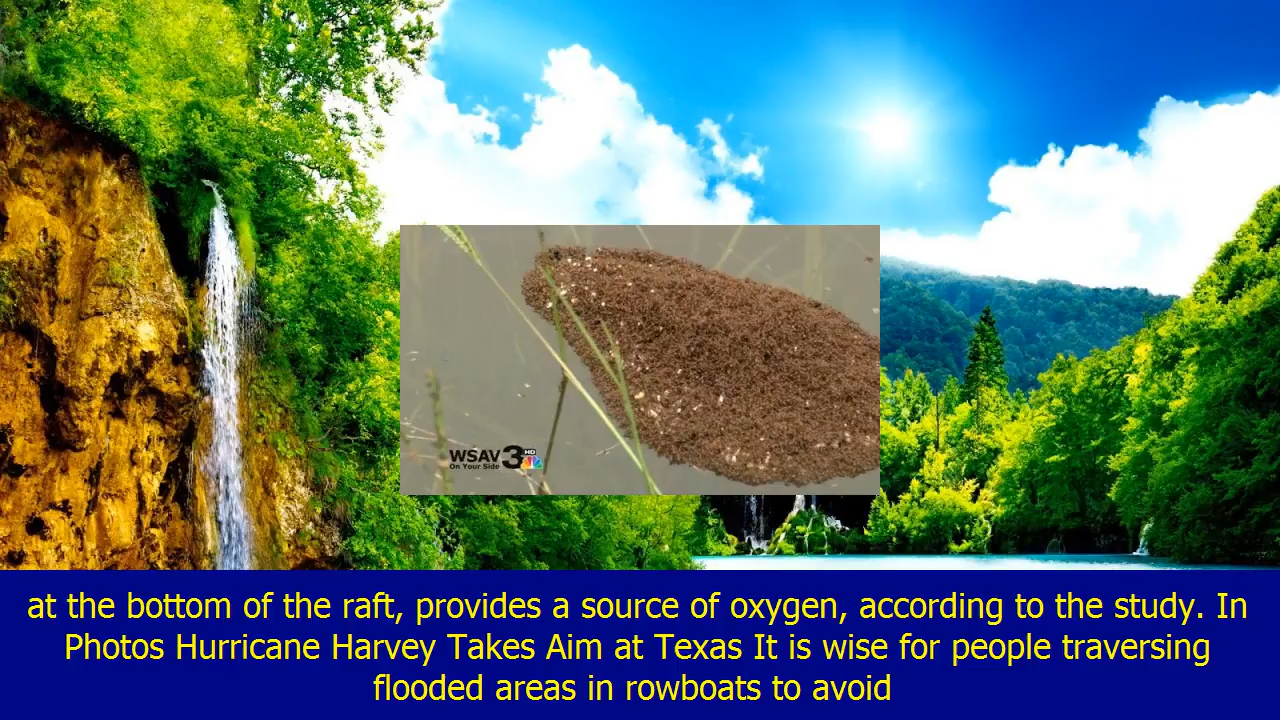 WSAV 3 HD
On Your Side
at the bottom of the raft, provides a source of oxygen, according to the study. In
Photos Hurricane Harvey Takes Aim at Texas It is wise for people traversing
flooded areas in rowboats to avoid